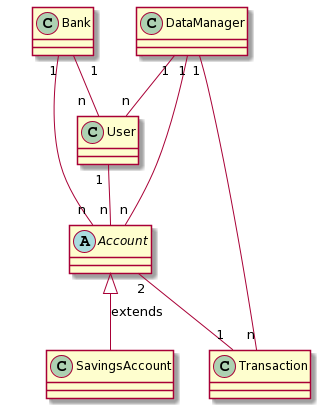 C Bank
C DataManager
1 1 1 1 1
n n
C User
1
n n n
A Account
2
extends
1 n
C SavingsAccount
C Transaction